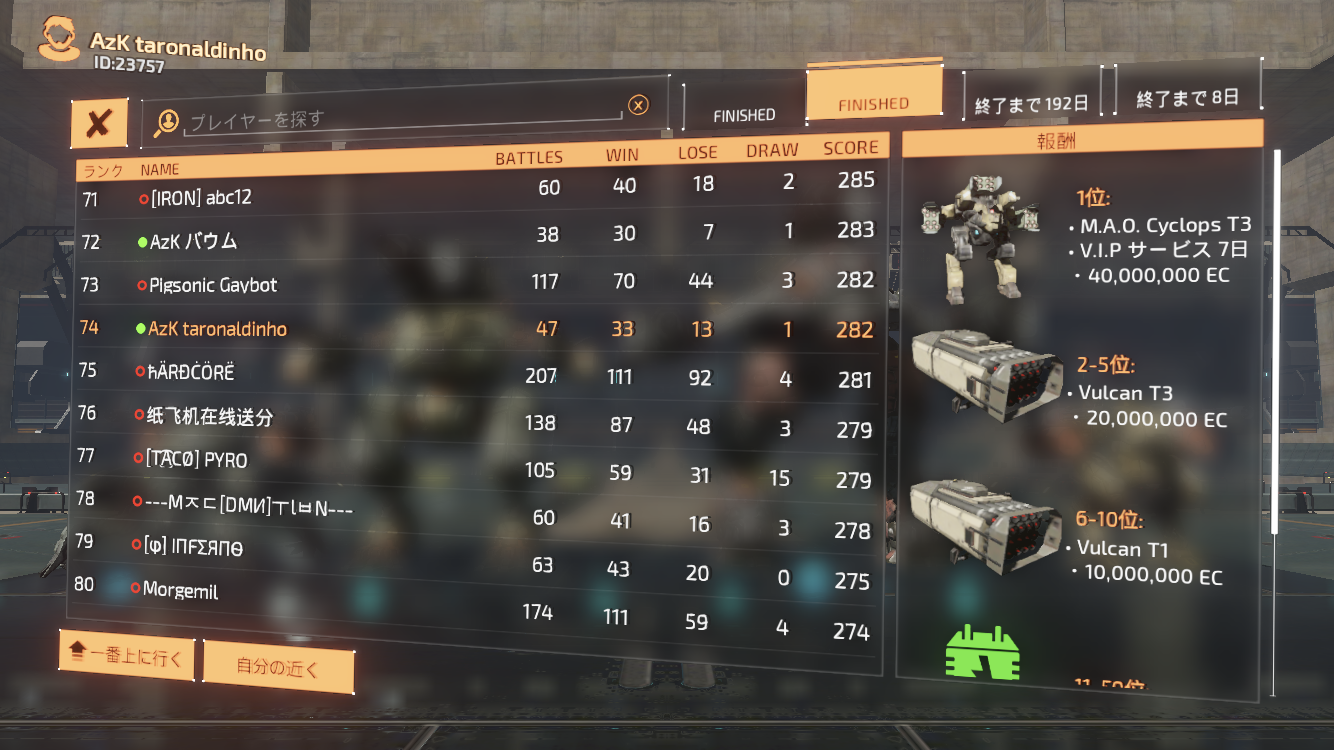 AzK taronaldinho
ID:23757
プレイヤーを探す
FINISHED
FINISHED
終了まで 192日
終了まで 8日
ランク NAME BATTLES WIN LOSE DRAW SCORE
71 [IRON] abc12 60 40 18 2 285
72 AzK バウム 38 30 7 1 283
73 Pigsonic Gaybot 117 70 44 3 282
74 AzK taronaldinho 47 33 13 1 282
75 ħÄRĐĊÖRË 207 111 92 4 281
76 纸飞机在线送分 138 87 48 3 279
77 PYRO 105 59 31 15 279
78 60 41 16 3 278
79 63 43 20 0 275
80 Morgemil 174 111 59 4 274
一番上に行く
自分の近く
報酬
1位:
• M.A.O. Cyclops T3
• V.I.P サービス 7日
• 40,000,000 EC
2-5位:
• Vulcan T3
• 20,000,000 EC
6-10位:
• Vulcan T1
• 10,000,000 EC
11-50位: